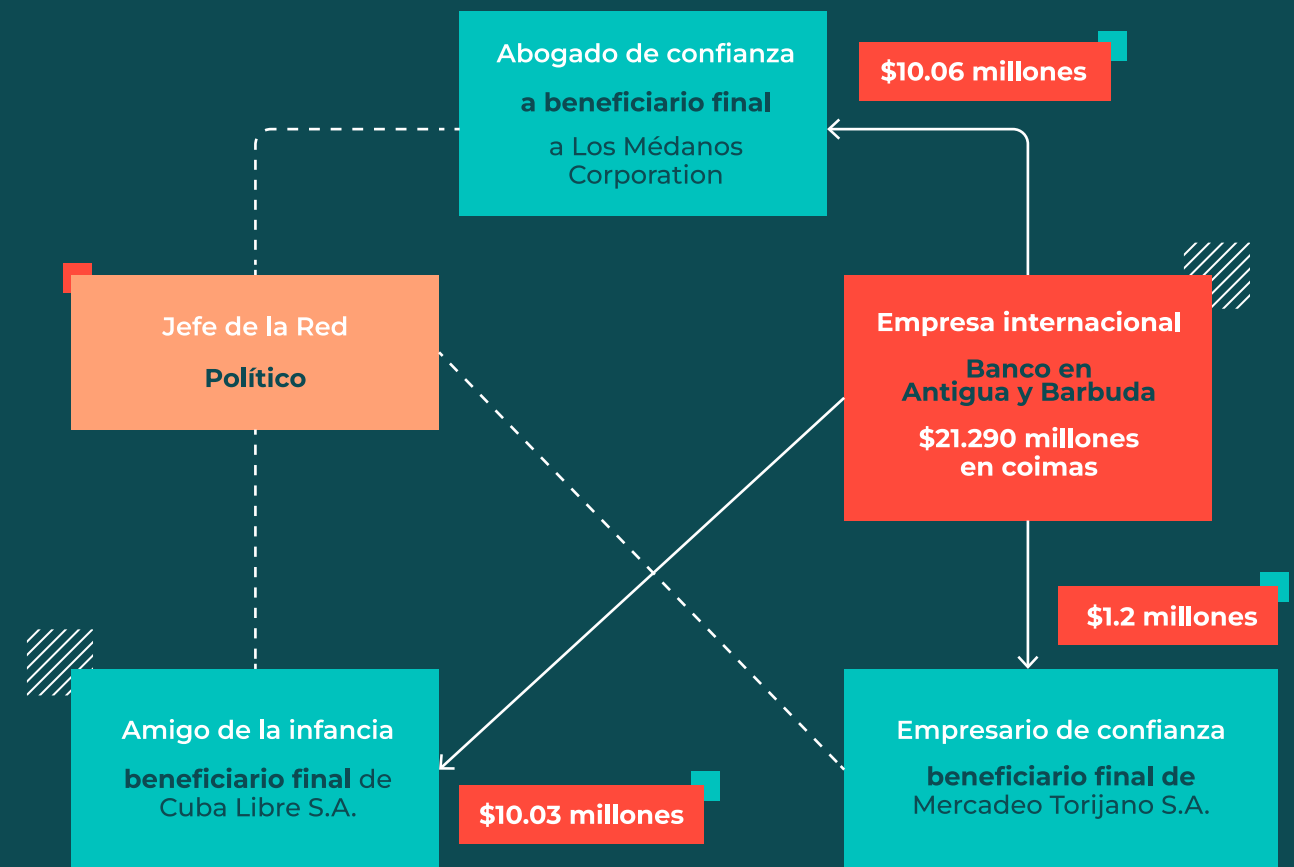 Abogado de confianza
a beneficiario final
a Los Médanos
Corporation
$10.06 millones
Jefe de la Red
Político
Empresa internacional
Banco en
Antigua y Barbuda
$21.290 millones
en coimas
$1.2 millones
Amigo de la infancia
beneficiario final de
Cuba Libre S.A.
$10.03 millones
Empresario de confianza
beneficiario final de
Mercadeo Torijano S.A.